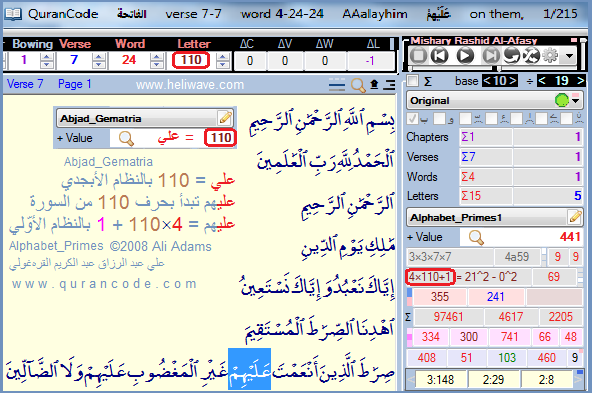 QuranCode الفاتحة verse 7-7 word 4-24-24 AAalayhim عَلَيْهِمْ on them, 1/215
Bowing Verse Word Letter ΔC ΔV ΔW ΔL
1 7 24 110 0 0 0 -1
Mishary Rashid Al-Afasy
Verse 7 Page 1 www.heliwave.com
Σ base < 10 > ÷ < 19 >
Original
Chapters Σ1 1
Verses Σ7 1
Words Σ4 1
Letters Σ15 5
Abjad_Gematria
+ Value علي = 110
Abjad_Gematria
علي = 110 بالنظام الأبجدي
عليهم تبدأ بحرف 110 من السورة
عليهم = 4×110 + 1 بالنظام الأوّلي
Alphabet_Primes ©2008 Ali Adams
علي عبد الرزاق عبد الكريم القره‌غولي
www.qurancode.com
بِسْمِ ٱللَّهِ ٱلرَّحْمَٰنِ ٱلرَّحِيمِ
ٱلْحَمْدُ لِلَّهِ رَبِّ ٱلْعَٰلَمِينَ
ٱلرَّحْمَٰنِ ٱلرَّحِيمِ
مَٰلِكِ يَوْمِ ٱلدِّينِ
إِيَّاكَ نَعْبُدُ وَإِيَّاكَ نَسْتَعِينُ
ٱهْدِنَا ٱلصِّرَٰطَ ٱلْمُسْتَقِيمَ
صِرَٰطَ ٱلَّذِينَ أَنْعَمْتَ عَلَيْهِمْ غَيْرِ ٱلْمَغْضُوبِ عَلَيْهِمْ وَلَا ٱلضَّآلِّينَ
Alphabet_Primes1
+ Value 441
3×3×7×7 4a59 9 9
4×110+1 = 21^2 - 0^2 69
355 241
Σ 97461 4617 2205
334 300 741 66 48
408 51 103 460 9
3:148 2:29 2:8